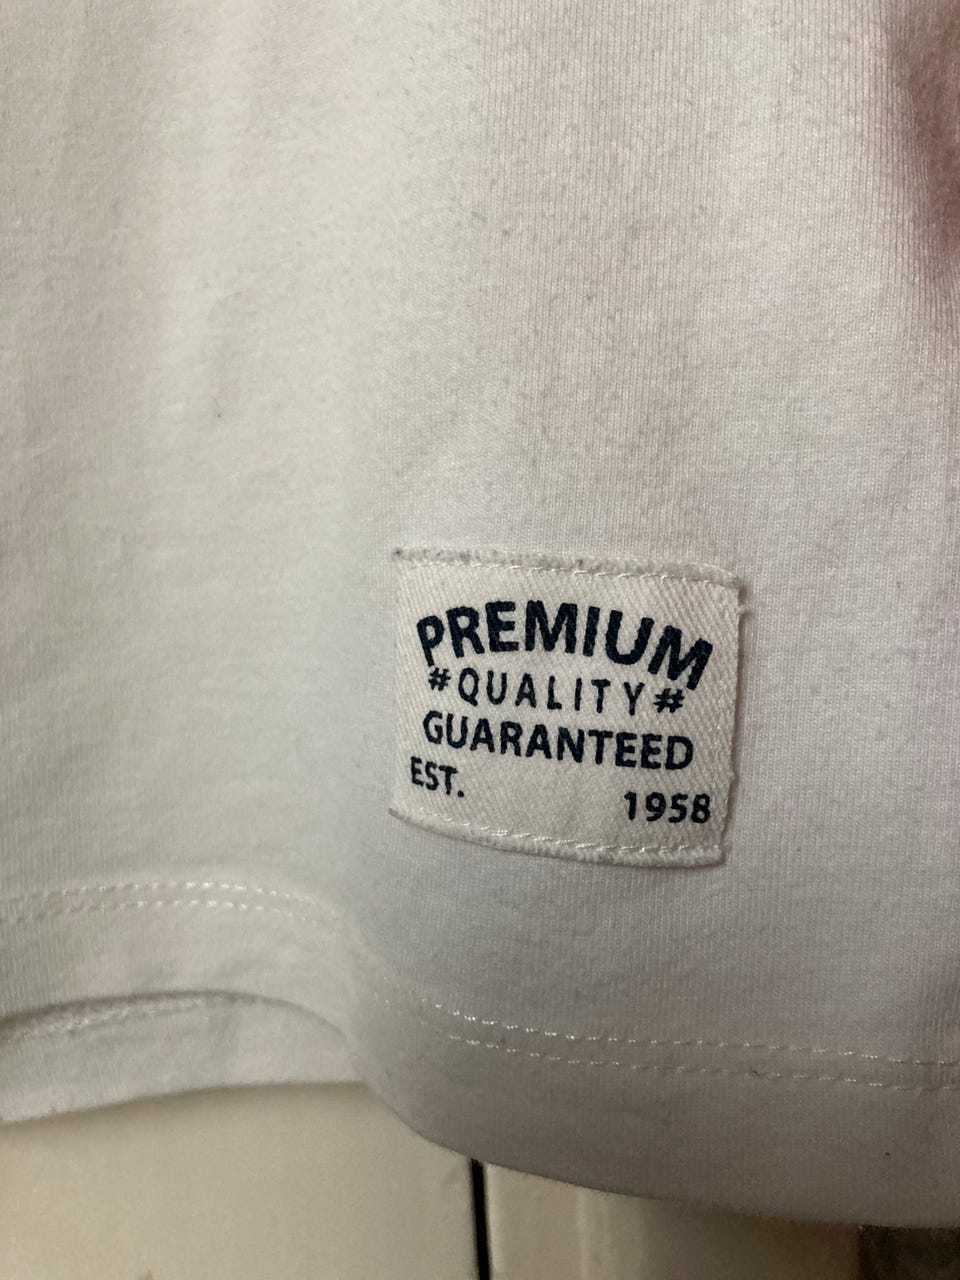 PREMIUM
#QUALITY#
GUARANTEED
EST. 1958